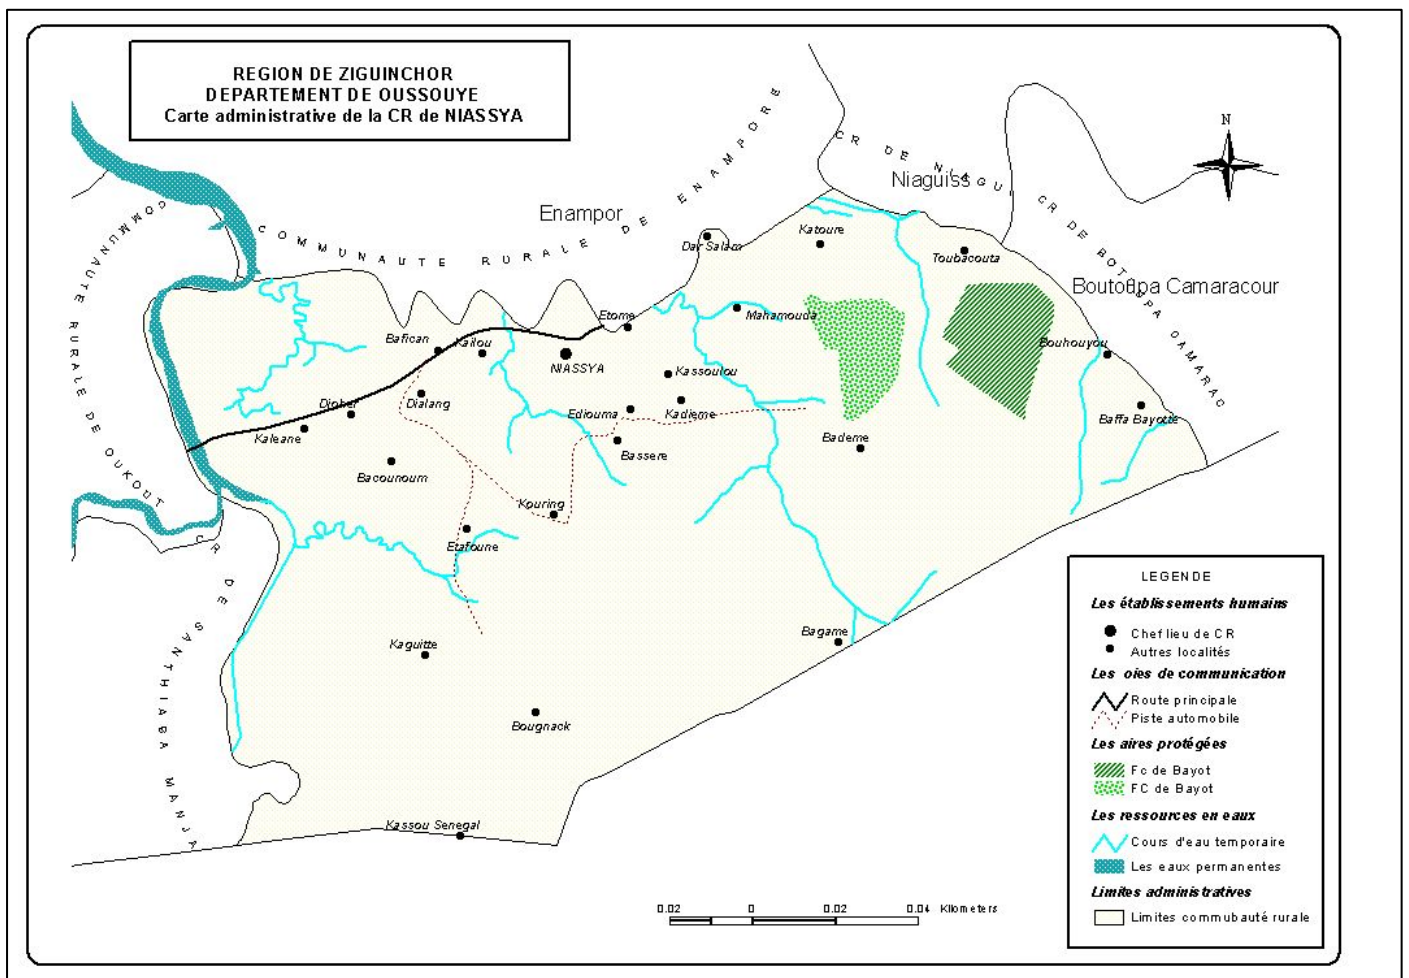 REGION DE ZIGUINCHOR
DEPARTEMENT DE OUSSOUYE
Carte administrative de la CR de NIASSYA
N
COMMUNAUTE RURALE DE ENAMPORE
CR DE NIAGUI
Niaguiss
CR DE BOTOUPA CAMARAC
Boutoupa Camaracour
Enampor
COMMUNAUTE RURALE DE OUKOUT
CR DE SANTHIABA MANJA
Dar Salam
Katoure
Toubacouta
Etome
Mahamouda
Bafican
Kailou
NIASSYA
Kassoulou
Bouhouyou
Dialang
Kadieme
Ediouma
Baffa Bayotte
Kaleane
Bassere
Bademe
Bacounoum
Kouring
Etafoune
Bagame
Kaguitte
Bougnack
Kassou Senegal
LEGENDE
Les établissements humains
Chef lieu de CR
Autres localités
Les oies de communication
Route principale
Piste automobile
Les aires protégées
Fc de Bayot
FC de Bayot
Les ressources en eaux
Cours d'eau temporaire
Les eaux permanentes
Limites administratives
Limites commubauté rurale
0.02 0 0.02 0.04 Kilometers